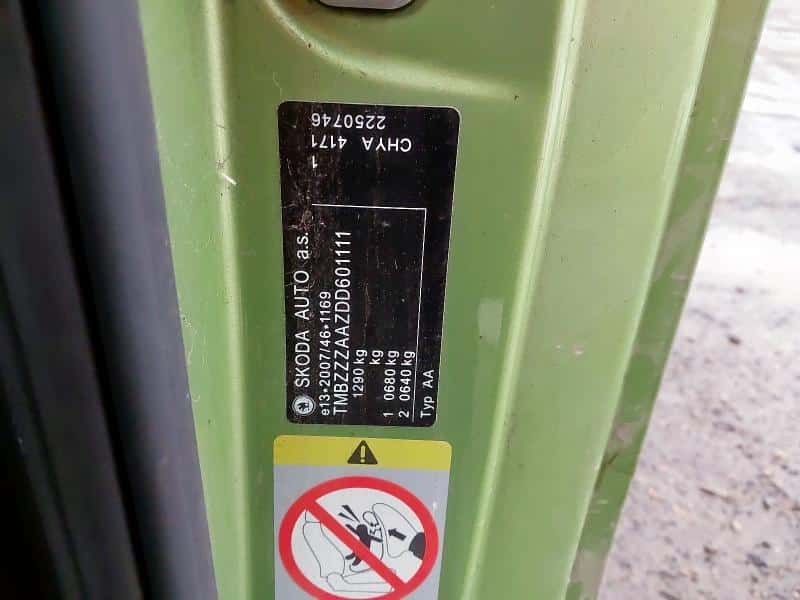 SKODA AUTO a.s.
e13*2007/46*1169
TMBZZZAAZDD601111
1290 kg
kg
1 0680 kg
2 0640 kg
Typ AA
1
CHYA 4171
2250746